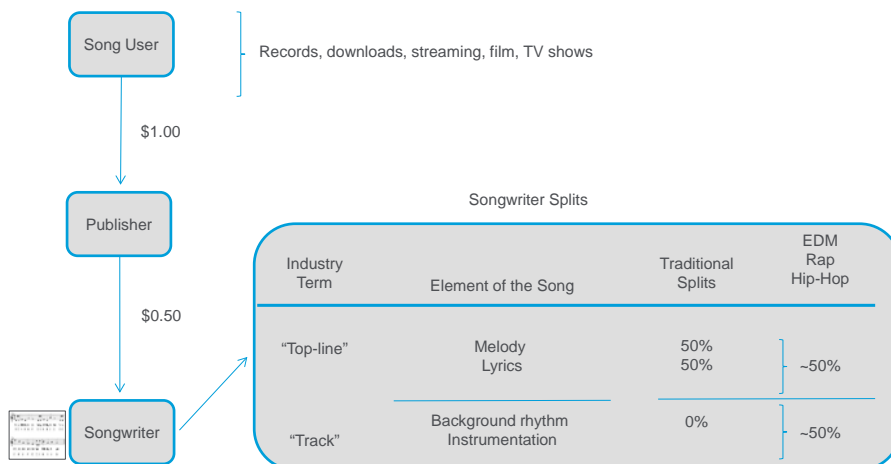 Song User
Records, downloads, streaming, film, TV shows
$1.00
Publisher
Songwriter Splits
Industry
Term
Element of the Song
Traditional
Splits
EDM
Rap
Hip-Hop
$0.50
“Top-line”
Melody
Lyrics
50%
50%
~50%
Songwriter
“Track”
Background rhythm
Instrumentation
0%
~50%